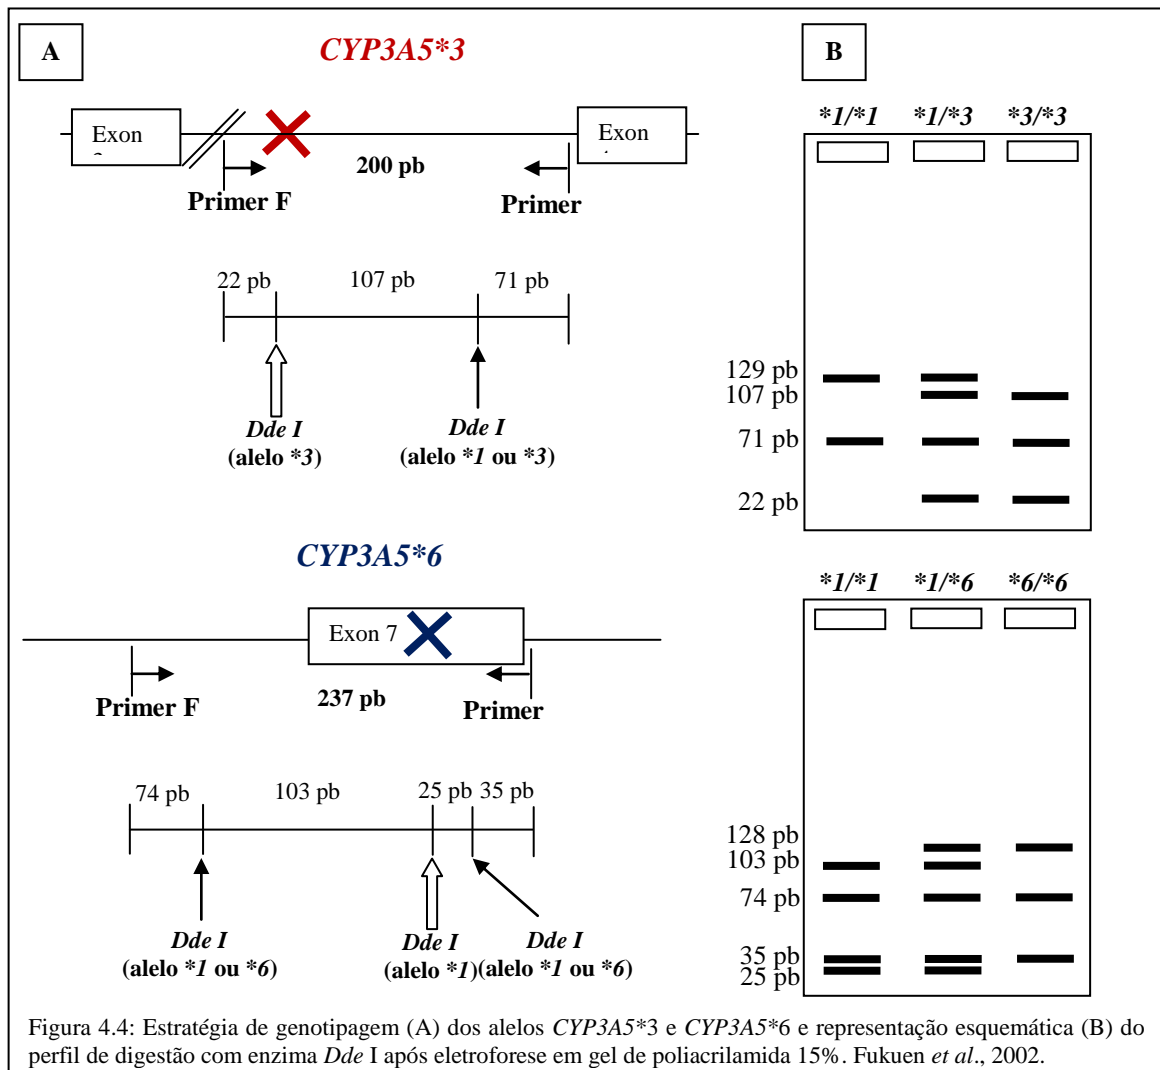 A
CYP3A5*3
Exon
Exon
200 pb
Primer F
Primer
22 pb
107 pb
71 pb
Dde I
(alelo *3)
Dde I
(alelo *1 ou *3)
B
*1/*1 *1/*3 *3/*3
129 pb
107 pb
71 pb
22 pb
CYP3A5*6
Exon 7
237 pb
Primer F
Primer
74 pb
103 pb
25 pb
35 pb
Dde I
(alelo *1 ou *6)
Dde I
(alelo *1)
Dde I
(alelo *1 ou *6)
*1/*1 *1/*6 *6/*6
128 pb
103 pb
74 pb
35 pb
25 pb
Figura 4.4: Estratégia de genotipagem (A) dos alelos CYP3A5*3 e CYP3A5*6 e representação esquemática (B) do
perfil de digestão com enzima Dde I após eletroforese em gel de poliacrilamida 15%. Fukuen et al., 2002.